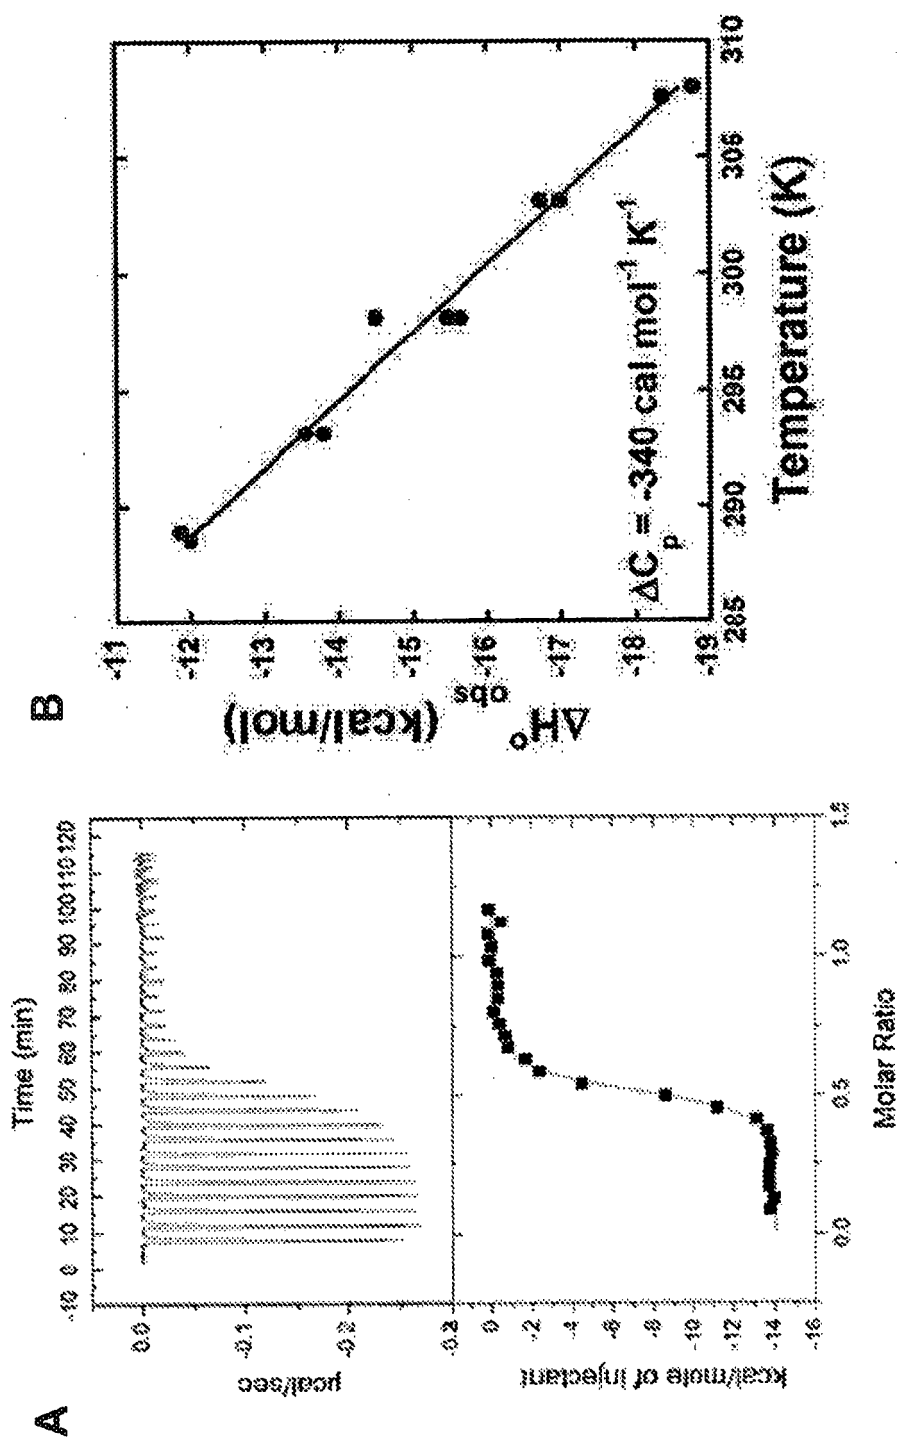 A
Time (min)
-10 0 10 20 30 40 50 60 70 80 90 100 110 120
0.0
-0.1
-0.2
µcal/sec
0
-2
-4
-6
-8
-10
-12
-14
-16
kcal/mole of injectant
0.0 0.5 1.0 1.5
Molar Ratio
B
-11
-12
-13
-14
-15
-16
-17
-18
-19
ΔH°obs
(kcal/mol)
ΔCp = -340 cal mol-1 K-1
285 290 295 300 305 310
Temperature (K)